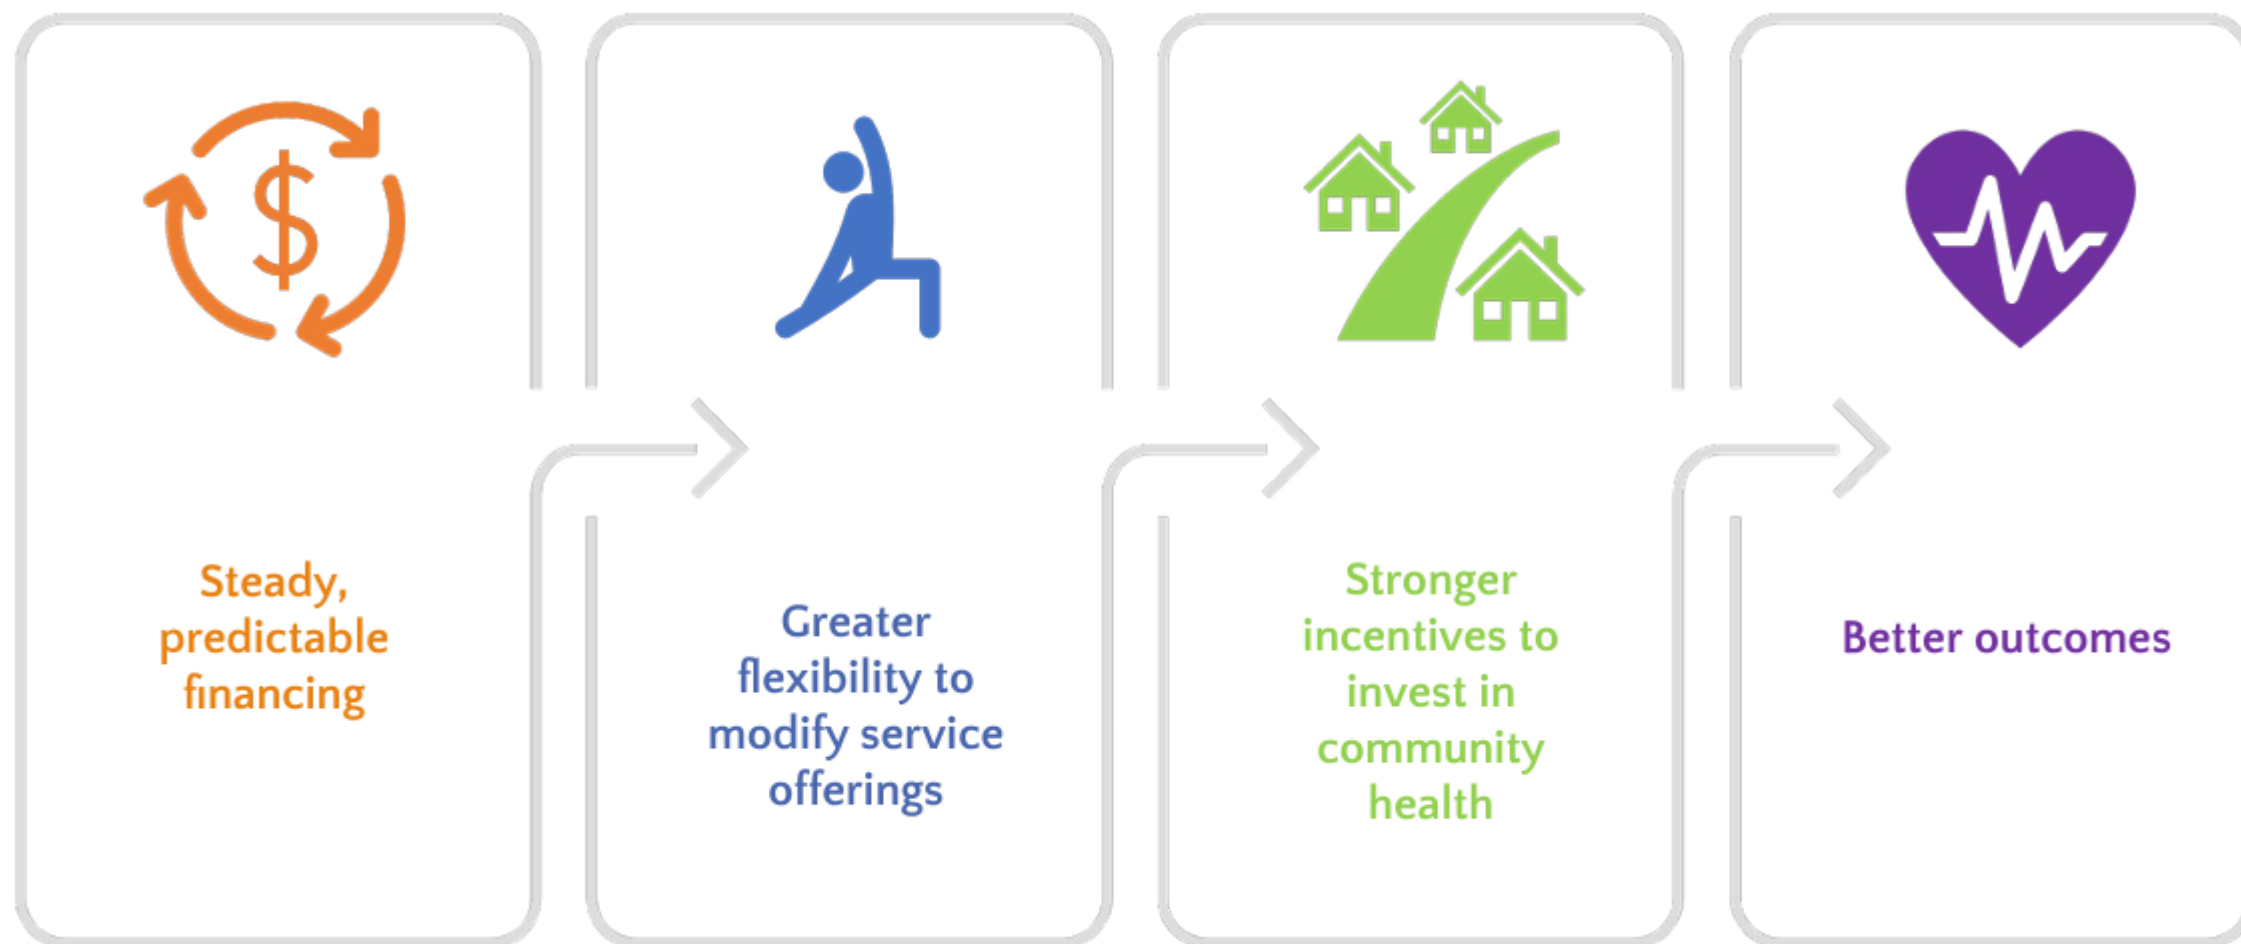 Steady,
predictable
financing
Greater
flexibility to
modify service
offerings
Stronger
incentives to
invest in
community
health
Better outcomes